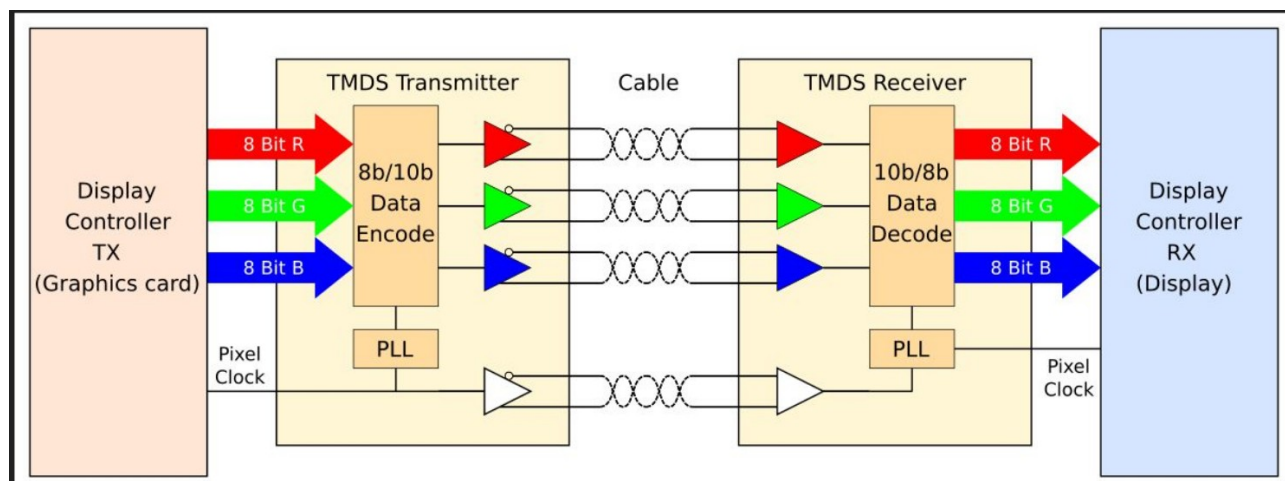 Display
Controller
TX
(Graphics card)
8 Bit R
8 Bit G
8 Bit B
Pixel
Clock
TMDS Transmitter
8b/10b
Data
Encode
PLL
Cable
TMDS Receiver
10b/8b
Data
Decode
PLL
8 Bit R
8 Bit G
8 Bit B
Pixel
Clock
Display
Controller
RX
(Display)